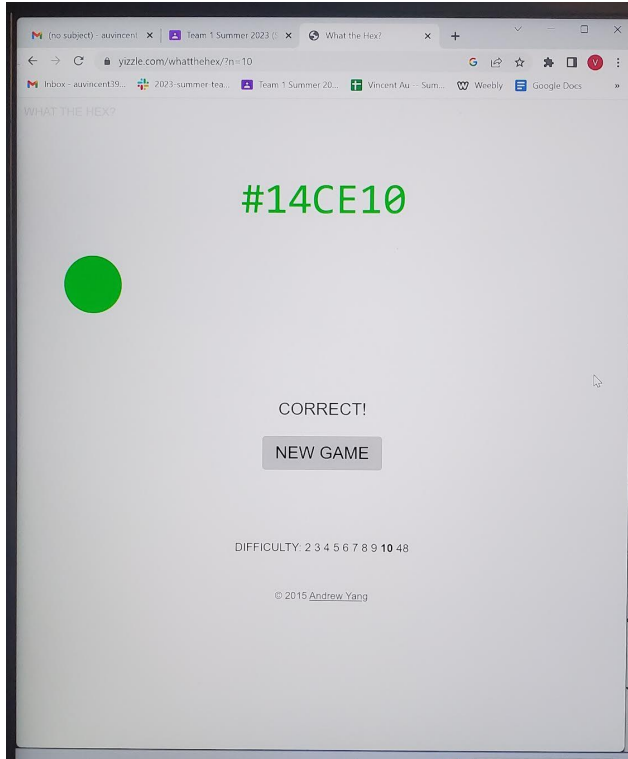 (no subject) - auvincent
Team 1 Summer 2023 (S
What the Hex?
yizzle.com/whatthehex/?n=10
V
Inbox - auvincent39...
2023-summer-tea...
Team 1 Summer 20...
Vincent Au -- Sum...
Weebly
Google Docs
»
WHAT THE HEX?
#14CE10
CORRECT!
NEW GAME
DIFFICULTY: 2 3 4 5 6 7 8 9 10 48
© 2015 Andrew Yang